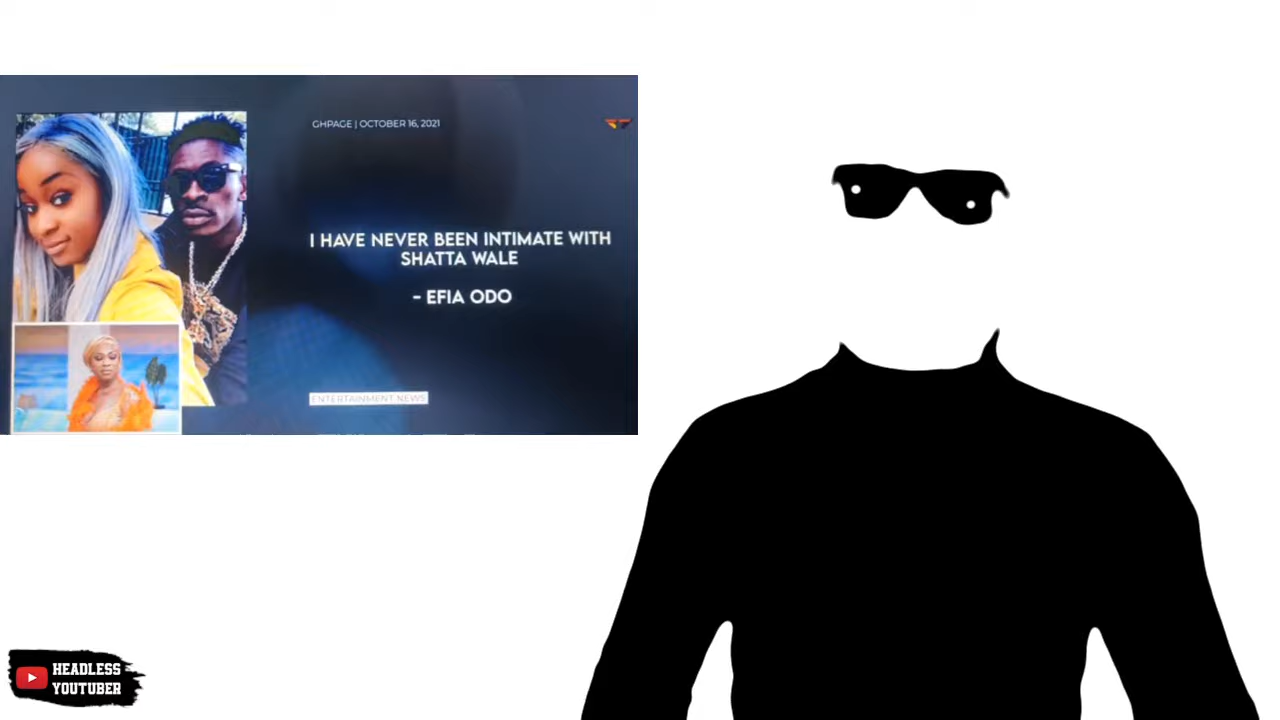 GHPAGE | OCTOBER 16, 2021
I HAVE NEVER BEEN INTIMATE WITH
SHATTA WALE
- EFIA ODO
ENTERTAINMENT NEWS
HEADLESS
YOUTUBER